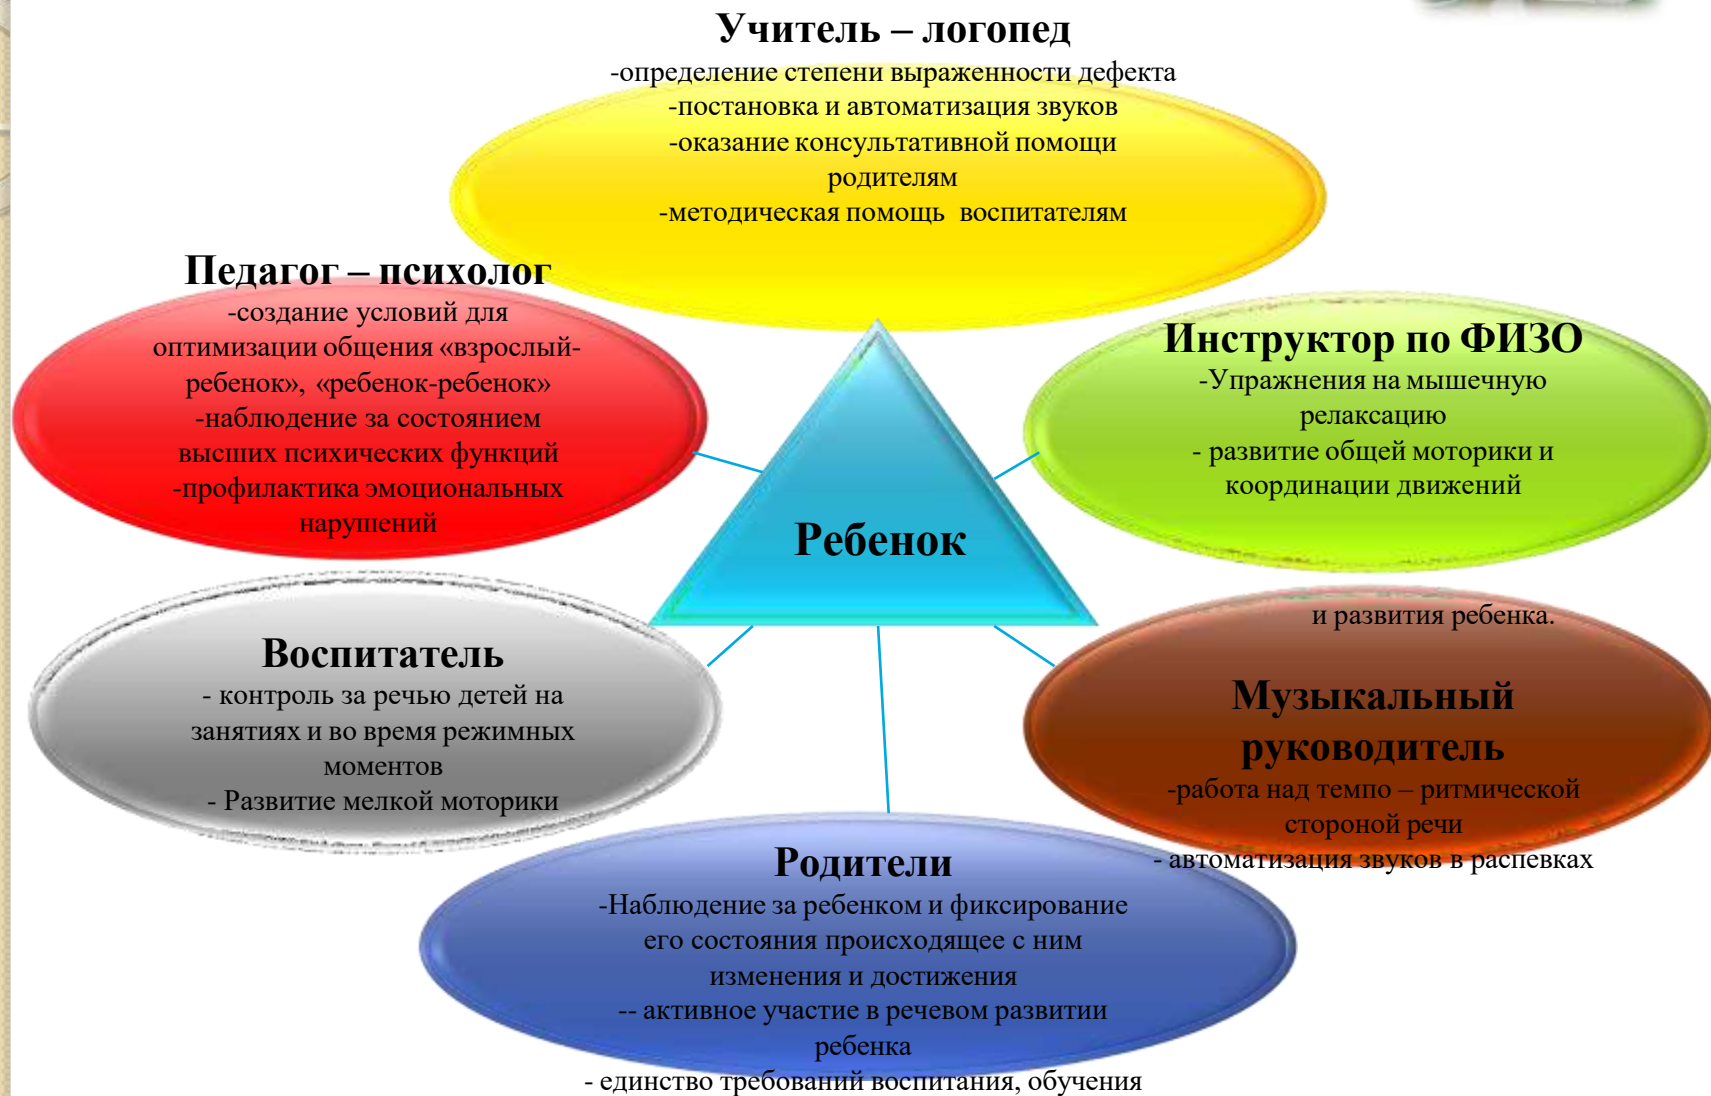 Учитель – логопед
-определение степени выраженности дефекта
-постановка и автоматизация звуков
-оказание консультативной помощи
родителям
-методическая помощь воспитателям
Педагог – психолог
-создание условий для
оптимизации общения «взрослый-
ребенок», «ребенок-ребенок»
-наблюдение за состоянием
высших психических функций
-профилактика эмоциональных
нарушений
Инструктор по ФИЗО
-Упражнения на мышечную
релаксацию
- развитие общей моторики и
координации движений
Ребенок
Воспитатель
- контроль за речью детей на
занятиях и во время режимных
моментов
- Развитие мелкой моторики
и развития ребенка.
Музыкальный
руководитель
-работа над темпо – ритмической
стороной речи
- автоматизация звуков в распевках
Родители
-Наблюдение за ребенком и фиксирование
его состояния происходящее с ним
изменения и достижения
-- активное участие в речевом развитии
ребенка
- единство требований воспитания, обучения